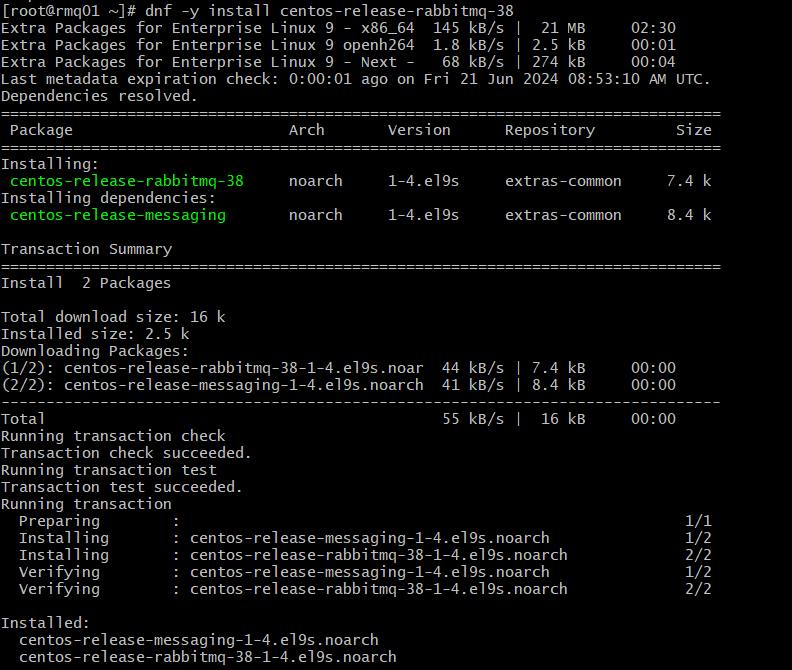 [root@rmq01 ~]# dnf -y install centos-release-rabbitmq-38
Extra Packages for Enterprise Linux 9 - x86_64  145 kB/s |  21 MB     02:30
Extra Packages for Enterprise Linux 9 openh264  1.8 kB/s | 2.5 kB     00:01
Extra Packages for Enterprise Linux 9 - Next -   68 kB/s | 274 kB     00:04
Last metadata expiration check: 0:00:01 ago on Fri 21 Jun 2024 08:53:10 AM UTC.
Dependencies resolved.
================================================================================
 Package                        Arch       Version      Repository         Size
================================================================================
Installing:
 centos-release-rabbitmq-38     noarch     1-4.el9s     extras-common     7.4 k
Installing dependencies:
 centos-release-messaging       noarch     1-4.el9s     extras-common     8.4 k

Transaction Summary
================================================================================
Install  2 Packages

Total download size: 16 k
Installed size: 2.5 k
Downloading Packages:
(1/2): centos-release-rabbitmq-38-1-4.el9s.noar  44 kB/s | 7.4 kB     00:00
(2/2): centos-release-messaging-1-4.el9s.noarch  41 kB/s | 8.4 kB     00:00
--------------------------------------------------------------------------------
Total                                            55 kB/s |  16 kB     00:00
Running transaction check
Transaction check succeeded.
Running transaction test
Transaction test succeeded.
Running transaction
  Preparing        :                                                        1/1
  Installing       : centos-release-messaging-1-4.el9s.noarch               1/2
  Installing       : centos-release-rabbitmq-38-1-4.el9s.noarch             2/2
  Verifying        : centos-release-messaging-1-4.el9s.noarch               1/2
  Verifying        : centos-release-rabbitmq-38-1-4.el9s.noarch             2/2

Installed:
  centos-release-messaging-1-4.el9s.noarch
  centos-release-rabbitmq-38-1-4.el9s.noarch